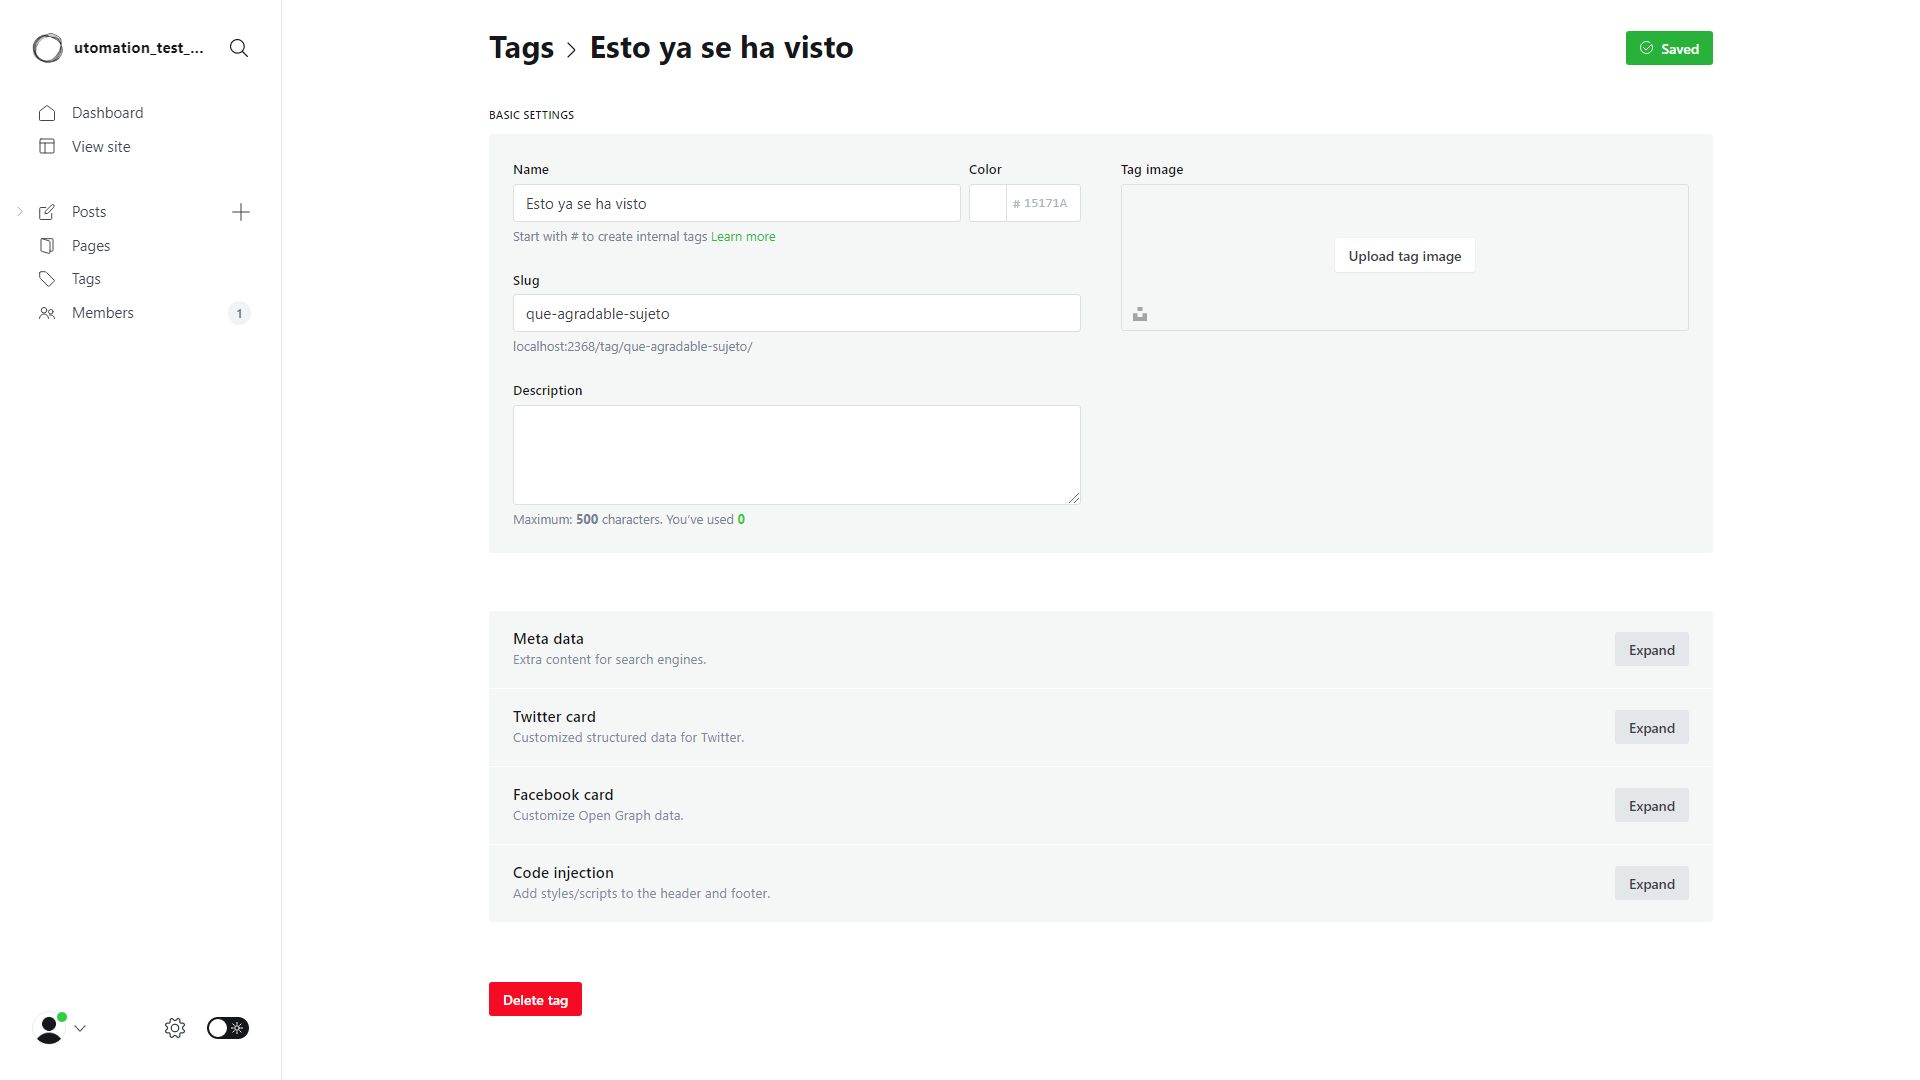 utomation_test_...
Dashboard
View site
Posts
Pages
Tags
Members 1
Tags > Esto ya se ha visto
Saved
BASIC SETTINGS
Name
Esto ya se ha visto
Start with # to create internal tags Learn more
Color
# 15171A
Slug
que-agradable-sujeto
localhost:2368/tag/que-agradable-sujeto/
Description
Maximum: 500 characters. You've used 0
Tag image
Upload tag image
Meta data
Extra content for search engines.
Expand
Twitter card
Customized structured data for Twitter.
Expand
Facebook card
Customize Open Graph data.
Expand
Code injection
Add styles/scripts to the header and footer.
Expand
Delete tag